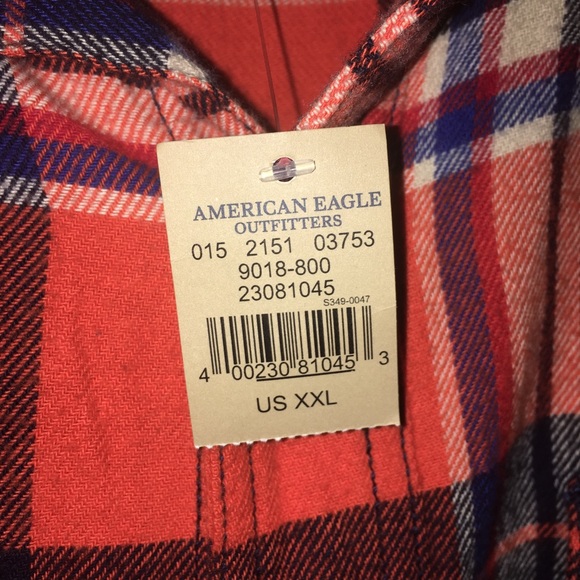 AMERICAN EAGLE
OUTFITTERS
015 2151 03753
9018-800
23081045
S349-0047
4 00230 81045 3
US XXL